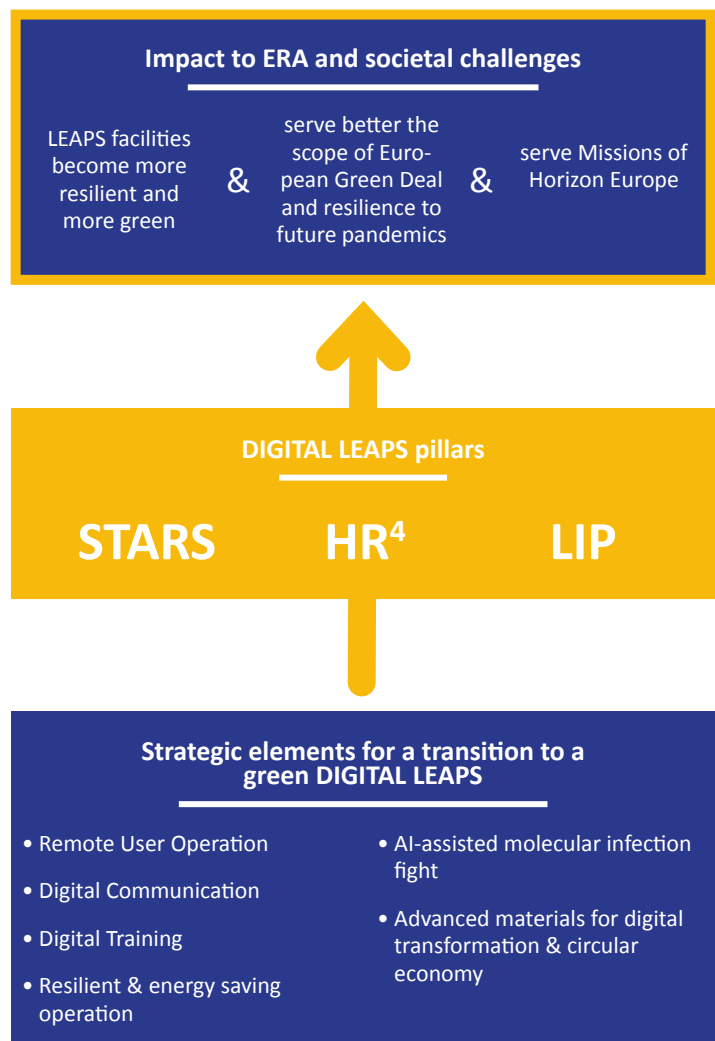 Impact to ERA and societal challenges
LEAPS facilities
become more
resilient and
more green
&
serve better the
scope of Euro-
pean Green Deal
and resilience to
future pandemics
&
serve Missions of
Horizon Europe
DIGITAL LEAPS pillars
STARS
HR⁴
LIP
Strategic elements for a transition to a
green DIGITAL LEAPS
• Remote User Operation
• Digital Communication
• Digital Training
• Resilient & energy saving
operation
• AI-assisted molecular infection
fight
• Advanced materials for digital
transformation & circular
economy